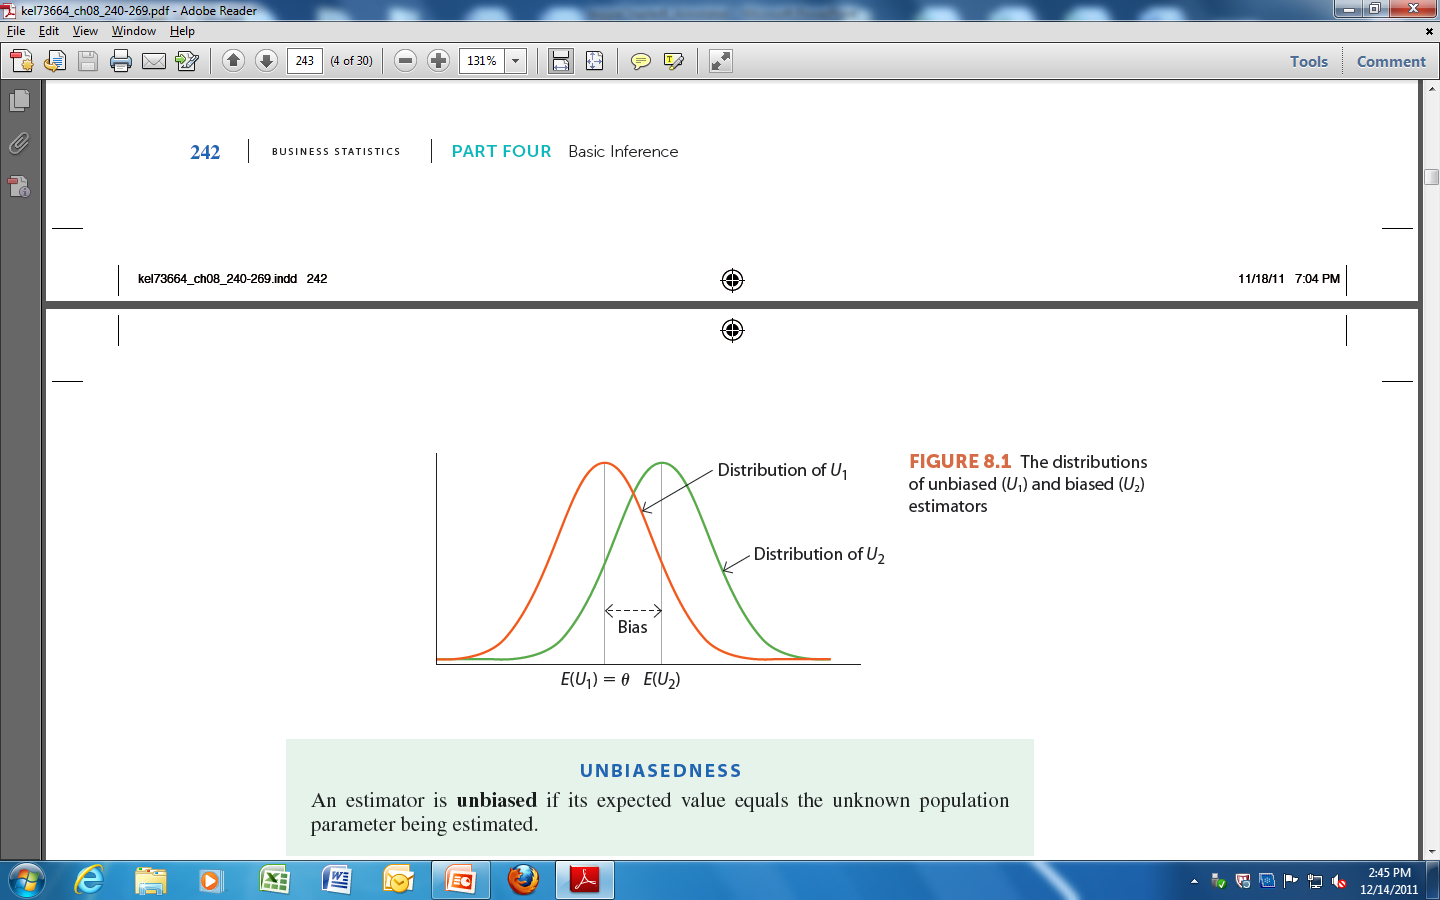 kel73664_ch08_240-269.pdf - Adobe Reader
File Edit View Window Help
243 (4 of 30) 131% Tools Comment
242 BUSINESS STATISTICS PART FOUR Basic Inference
kel73664_ch08_240-269.indd 242 11/18/11 7:04 PM
Distribution of U1
Distribution of U2
Bias
E(U1) = θ E(U2)
FIGURE 8.1 The distributions
of unbiased (U1) and biased (U2)
estimators
UNBIASEDNESS
An estimator is unbiased if its expected value equals the unknown population
parameter being estimated.
2:45 PM
12/14/2011